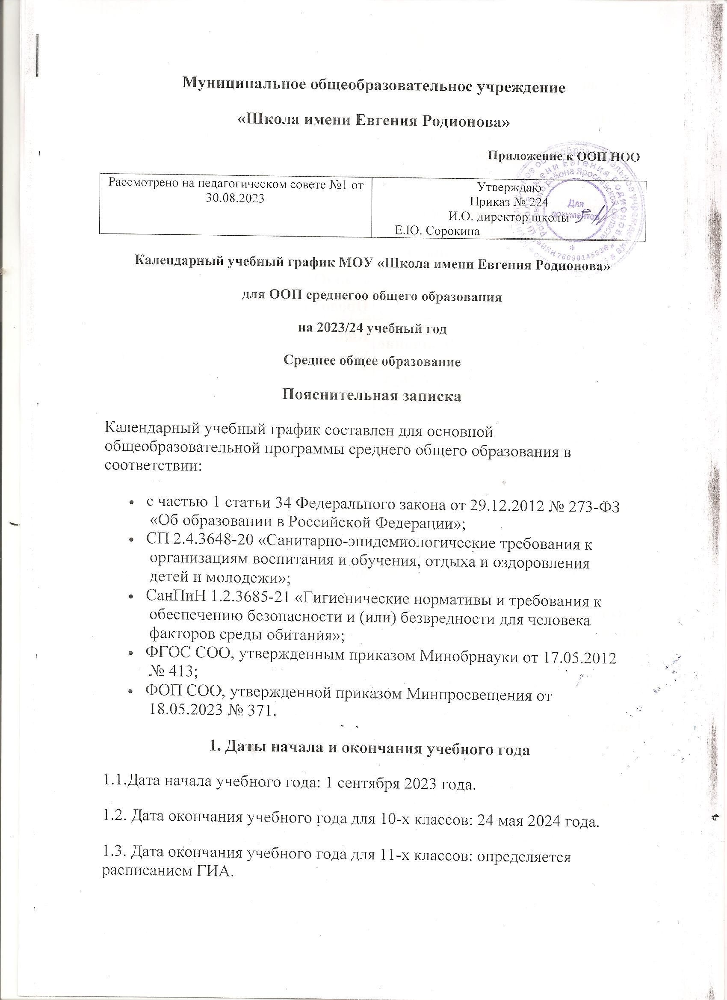 Муниципальное общеобразовательное учреждение
«Школа имени Евгения Родионова»
Приложение к ООП НОО
Рассмотрено на педагогическом совете №1 от
30.08.2023
Утверждаю
Приказ № 224
И.О. директор школы
Е.Ю. Сорокина
Для
документов
ИНН 7609014563
Календарный учебный график МОУ «Школа имени Евгения Родионова»
для ООП среднегоо общего образования
на 2023/24 учебный год
Среднее общее образование
Пояснительная записка
Календарный учебный график составлен для основной
общеобразовательной программы среднего общего образования в
соответствии:
• с частью 1 статьи 34 Федерального закона от 29.12.2012 № 273-ФЗ
«Об образовании в Российской Федерации»;
• СП 2.4.3648-20 «Санитарно-эпидемиологические требования к
организациям воспитания и обучения, отдыха и оздоровления
детей и молодежи»;
• СанПиН 1.2.3685-21 «Гигиенические нормативы и требования к
обеспечению безопасности и (или) безвредности для человека
факторов среды обитания»;
• ФГОС СОО, утвержденным приказом Минобрнауки от 17.05.2012
№ 413;
• ФОП СОО, утвержденной приказом Минпросвещения от
18.05.2023 № 371.
1. Даты начала и окончания учебного года
1.1.Дата начала учебного года: 1 сентября 2023 года.
1.2. Дата окончания учебного года для 10-х классов: 24 мая 2024 года.
1.3. Дата окончания учебного года для 11-х классов: определяется
расписанием ГИА.